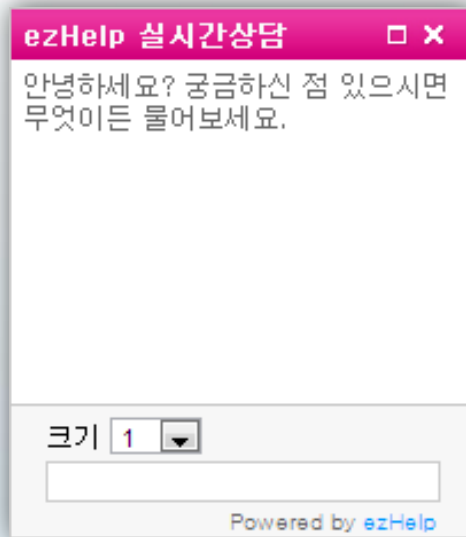 ezHelp 실시간상담
안녕하세요? 궁금하신 점 있으시면
무엇이든 물어보세요.
크기 1
Powered by ezHelp